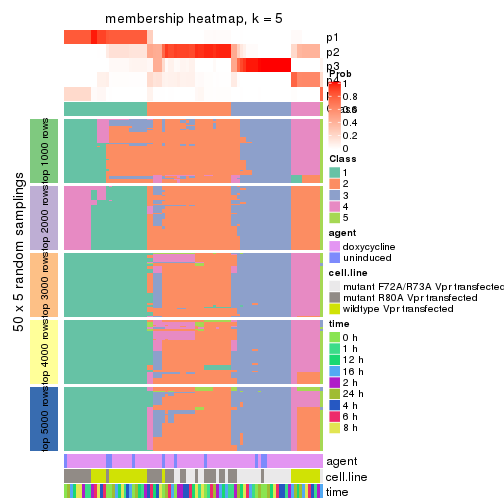 membership heatmap, k = 5
p1
p2
p3
p4
Prob
1
0.8
0.6
0.4
0.2
0
Class
1
2
3
4
5
agent
doxycycline
uninduced
cell.line
mutant F72A/R73A Vpr transfected
mutant R80A Vpr transfected
wildtype Vpr transfected
time
0 h
1 h
12 h
16 h
2 h
24 h
4 h
6 h
8 h
50 x 5 random samplings
top 1000 rows
top 2000 rows
top 3000 rows
top 4000 rows
top 5000 rows
agent
cell.line
time